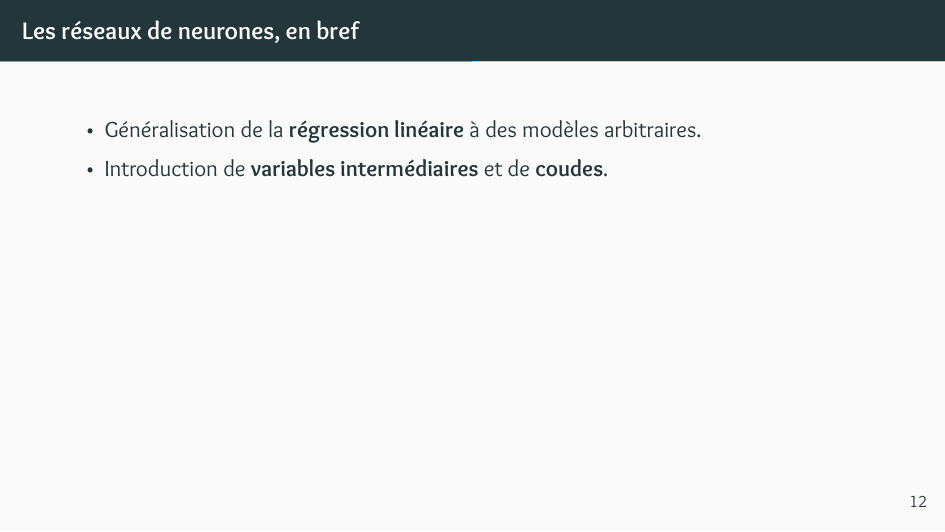 Les réseaux de neurones, en bref
• Généralisation de la régression linéaire à des modèles arbitraires.
• Introduction de variables intermédiaires et de coudes.
12